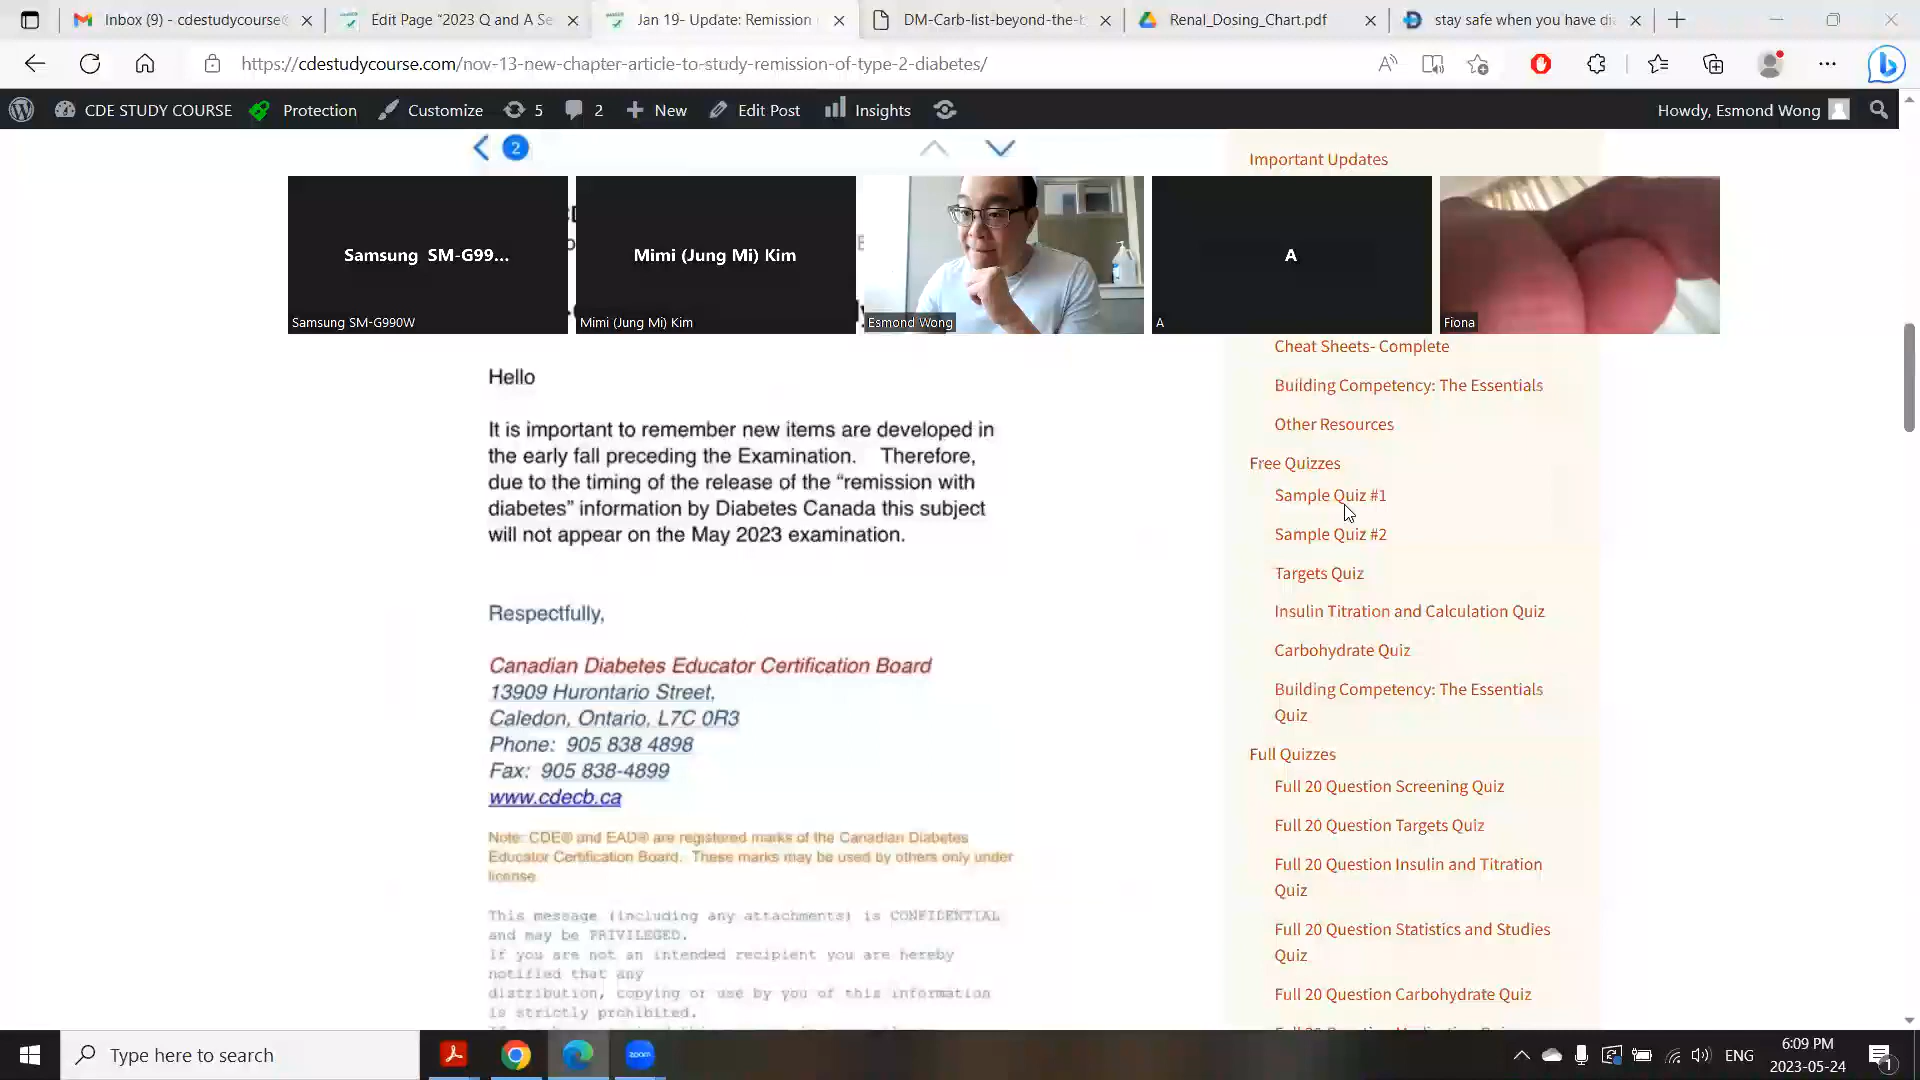 Inbox (9) - cdestudycourse@
Edit Page "2023 Q and A Se
Jan 19- Update: Remission
DM-Carb-list-beyond-the-b
Renal_Dosing_Chart.pdf
stay safe when you have di
https://cdestudycourse.com/nov-13-new-chapter-article-to-study-remission-of-type-2-diabetes/
CDE STUDY COURSE
Protection
Customize
5
2
New
Edit Post
Insights
Howdy, Esmond Wong
2
Important Updates
Samsung SM-G99...
Mimi (Jung Mi) Kim
A
Samsung SM-G990W
Mimi (Jung Mi) Kim
Esmond Wong
A
Fiona
Cheat Sheets- Complete
Building Competency: The Essentials
Other Resources
Free Quizzes
Sample Quiz #1
Sample Quiz #2
Targets Quiz
Insulin Titration and Calculation Quiz
Carbohydrate Quiz
Building Competency: The Essentials
Quiz
Full Quizzes
Full 20 Question Screening Quiz
Full 20 Question Targets Quiz
Full 20 Question Insulin and Titration
Quiz
Full 20 Question Statistics and Studies
Quiz
Full 20 Question Carbohydrate Quiz
Hello
It is important to remember new items are developed in
the early fall preceding the Examination. Therefore,
due to the timing of the release of the “remission with
diabetes” information by Diabetes Canada this subject
will not appear on the May 2023 examination.
Respectfully,
Canadian Diabetes Educator Certification Board
13909 Hurontario Street,
Caledon, Ontario, L7C 0R3
Phone: 905 838 4898
Fax: 905 838-4899
www.cdecb.ca
Note: CDE® and EAD® are registered marks of the Canadian Diabetes
Educator Certification Board. These marks may be used by others only under
license.
This message (including any attachments) is CONFIDENTIAL
and may be PRIVILEGED.
If you are not an intended recipient you are hereby
notified that any
distribution, copying or use by you of this information
is strictly prohibited.
Type here to search
zoom
ENG
6:09 PM
2023-05-24
1